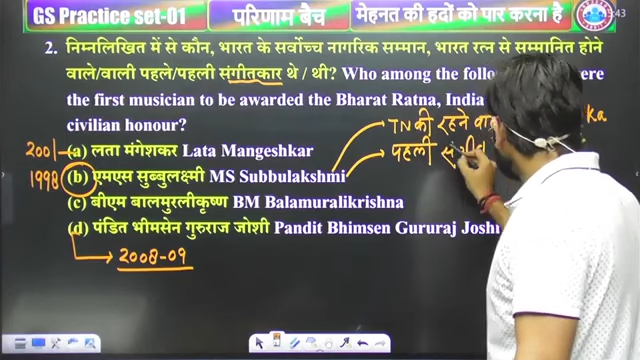 GS Practice set-01 परिणाम बैच मेहनत की हदों को पार करना है :43
2. निम्नलिखित में से कौन, भारत के सर्वोच्च नागरिक सम्मान, भारत रत्न से सम्मानित होने
वाले/वाली पहले/पहली संगीतकार थे / थी? Who among the follo ere
the first musician to be awarded the Bharat Ratna, India
civilian honour?
TN की रहने वा ka
2001 (a) लता मंगेशकर Lata Mangeshkar
पहली
1998 (b) एमएस सुब्बुलक्ष्मी MS Subbulakshmi
(c) बीएम बालमुरलीकृष्ण BM Balamuralikrishna
(d) पंडित भीमसेन गुरुराज जोशी Pandit Bhimsen Gururaj Joshi
2008-09